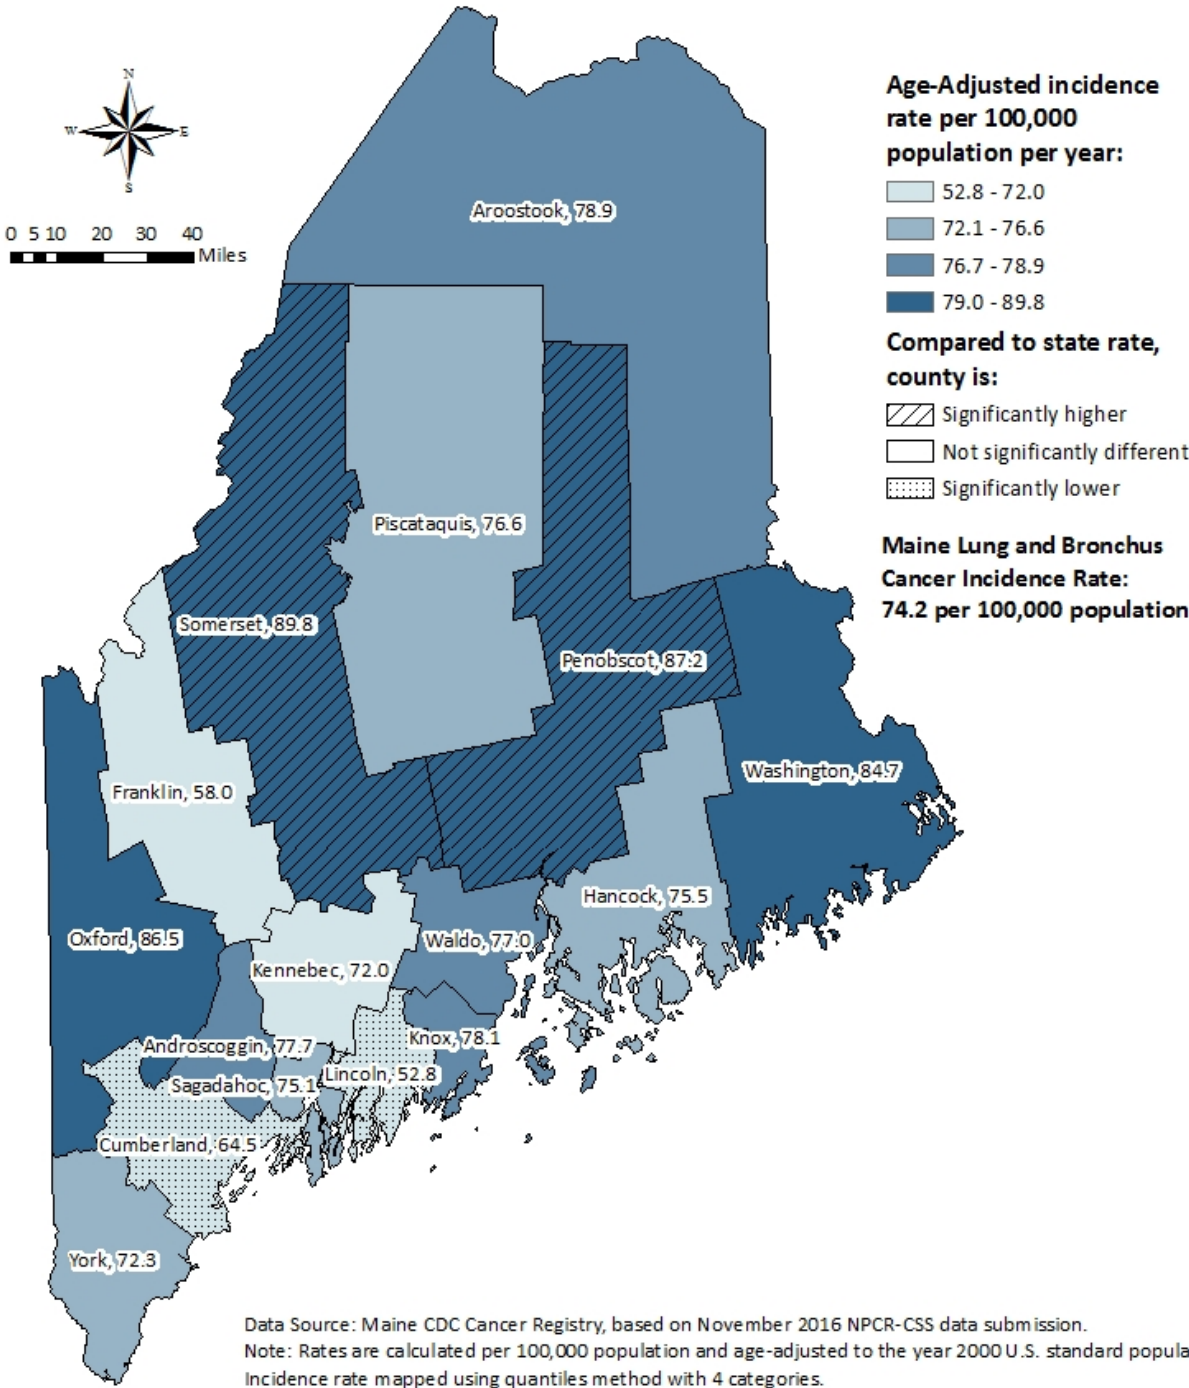 N
W E
S
0 5 10 20 30 40
Miles
Age-Adjusted incidence
rate per 100,000
population per year:
52.8 - 72.0
72.1 - 76.6
76.7 - 78.9
79.0 - 89.8
Compared to state rate,
county is:
Significantly higher
Not significantly different
Significantly lower
Maine Lung and Bronchus
Cancer Incidence Rate:
74.2 per 100,000 population
Aroostook, 78.9
Piscataquis, 76.6
Somerset, 89.8
Penobscot, 87.2
Washington, 84.7
Franklin, 58.0
Hancock, 75.5
Oxford, 86.5
Waldo, 77.0
Kennebec, 72.0
Knox, 78.1
Androscoggin, 77.7
Lincoln, 52.8
Sagadahoc, 75.1
Cumberland, 64.5
York, 72.3
Data Source: Maine CDC Cancer Registry, based on November 2016 NPCR-CSS data submission.
Note: Rates are calculated per 100,000 population and age-adjusted to the year 2000 U.S. standard popula
Incidence rate mapped using quantiles method with 4 categories.